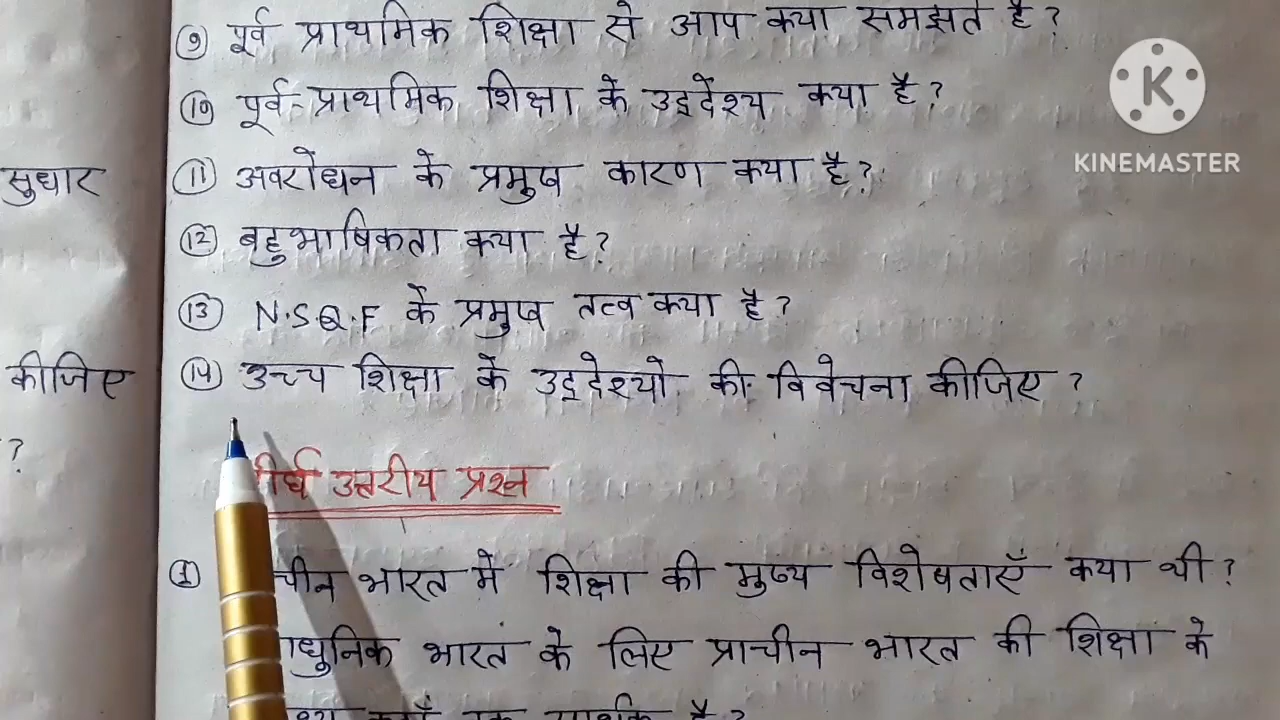 ⑨ पूर्व प्राथमिक शिक्षा से आप क्या समझते है?
⑩ पूर्व-प्राथमिक शिक्षा के उद्देश्य क्या है?
सुधार
⑪ अवरोधन के प्रमुख कारण क्या है?
⑫ बहुभाषिकता क्या है?
⑬ N.S.Q.F के प्रमुख तत्व क्या है?
कीजिए
⑭ उच्च शिक्षा के उद्देश्यो की विवेचना कीजिए?
?
उत्तरीय प्रश्न
① भारत में शिक्षा की मुख्य विशेषताएँ क्या थी?
भारत के लिए प्राचीन भारत की शिक्षा के
है?
KINEMASTER